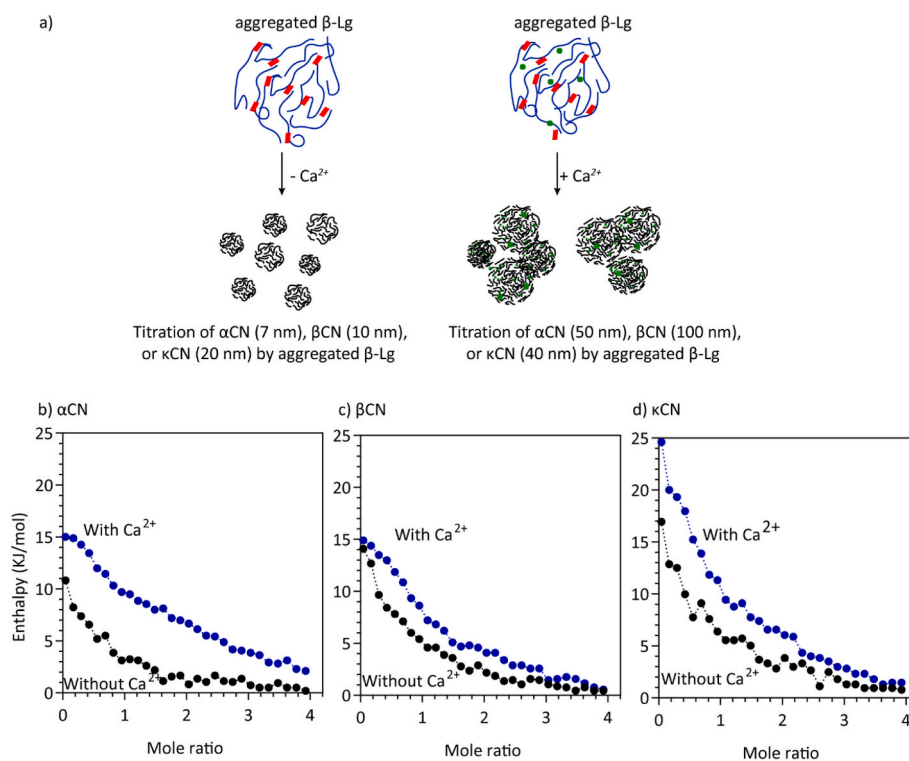 a)
aggregated β-Lg
aggregated β-Lg
- Ca²⁺
+ Ca²⁺
Titration of αCN (7 nm), βCN (10 nm),
or κCN (20 nm) by aggregated β-Lg
Titration of αCN (50 nm), βCN (100 nm),
or κCN (40 nm) by aggregated β-Lg
b) αCN
c) βCN
d) κCN
Enthalpy (KJ/mol)
25
20
15
10
5
0
With Ca²⁺
Without Ca²⁺
0 1 2 3 4
Mole ratio
25
20
15
10
5
0
With Ca²⁺
Without Ca²⁺
0 1 2 3 4
Mole ratio
25
20
15
10
5
0
With Ca²⁺
Without Ca²⁺
0 1 2 3 4
Mole ratio